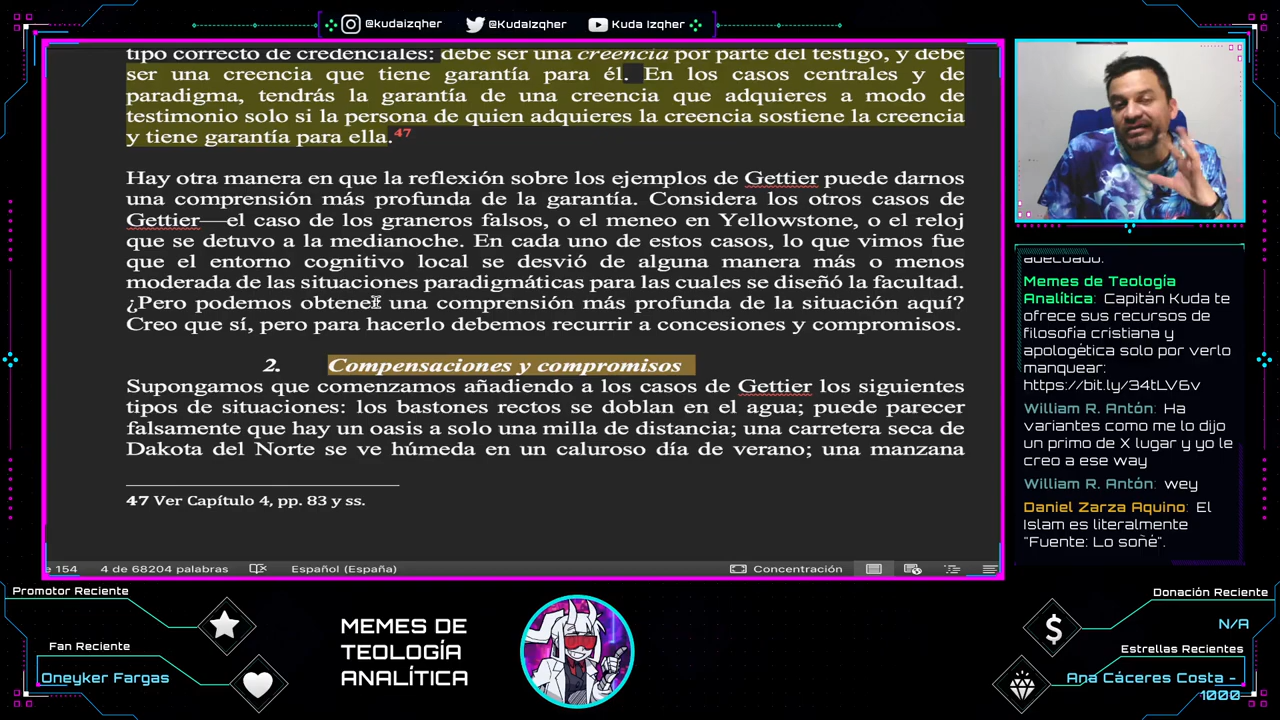 @kudaizqher
@Kudaizqher
Kuda Izqher
tipo correcto de credenciales: debe ser una creencia por parte del testigo, y debe
ser una creencia que tiene garantía para él. En los casos centrales y de
paradigma, tendrás la garantía de una creencia que adquieres a modo de
testimonio solo si la persona de quien adquieres la creencia sostiene la creencia
y tiene garantía para ella.47
Hay otra manera en que la reflexión sobre los ejemplos de Gettier puede darnos
una comprensión más profunda de la garantía. Considera los otros casos de
Gettier—el caso de los graneros falsos, o el meneo en Yellowstone, o el reloj
que se detuvo a la medianoche. En cada uno de estos casos, lo que vimos fue
que el entorno cognitivo local se desvió de alguna manera más o menos
moderada de las situaciones paradigmáticas para las cuales se diseñó la facultad.
¿Pero podemos obtener una comprensión más profunda de la situación aquí?
Creo que sí, pero para hacerlo debemos recurrir a concesiones y compromisos.
2. Compensaciones y compromisos
Supongamos que comenzamos añadiendo a los casos de Gettier los siguientes
tipos de situaciones: los bastones rectos se doblan en el agua; puede parecer
falsamente que hay un oasis a solo una milla de distancia; una carretera seca de
Dakota del Norte se ve húmeda en un caluroso día de verano; una manzana
47 Ver Capítulo 4, pp. 83 y ss.
e 154
4 de 68204 palabras
Español (España)
Concentración
Memes de Teología
Analítica: Capitán Kuda te
ofrece sus recursos de
filosofía cristiana y
apologética solo por verlo
manquear:
https://bit.ly/34tLV6v
William R. Antón: Ha
variantes como me lo dijo
un primo de X lugar y yo le
creo a ese way
William R. Antón: wey
Daniel Zarza Aquino: El
Islam es literalmente
"Fuente: Lo soñé".
Promotor Reciente
Fan Reciente
Oneyker Fargas
MEMES DE
TEOLOGÍA
ANALÍTICA
Donación Reciente
N/A
Estrellas Recientes
Ana Cáceres Costa -
1000